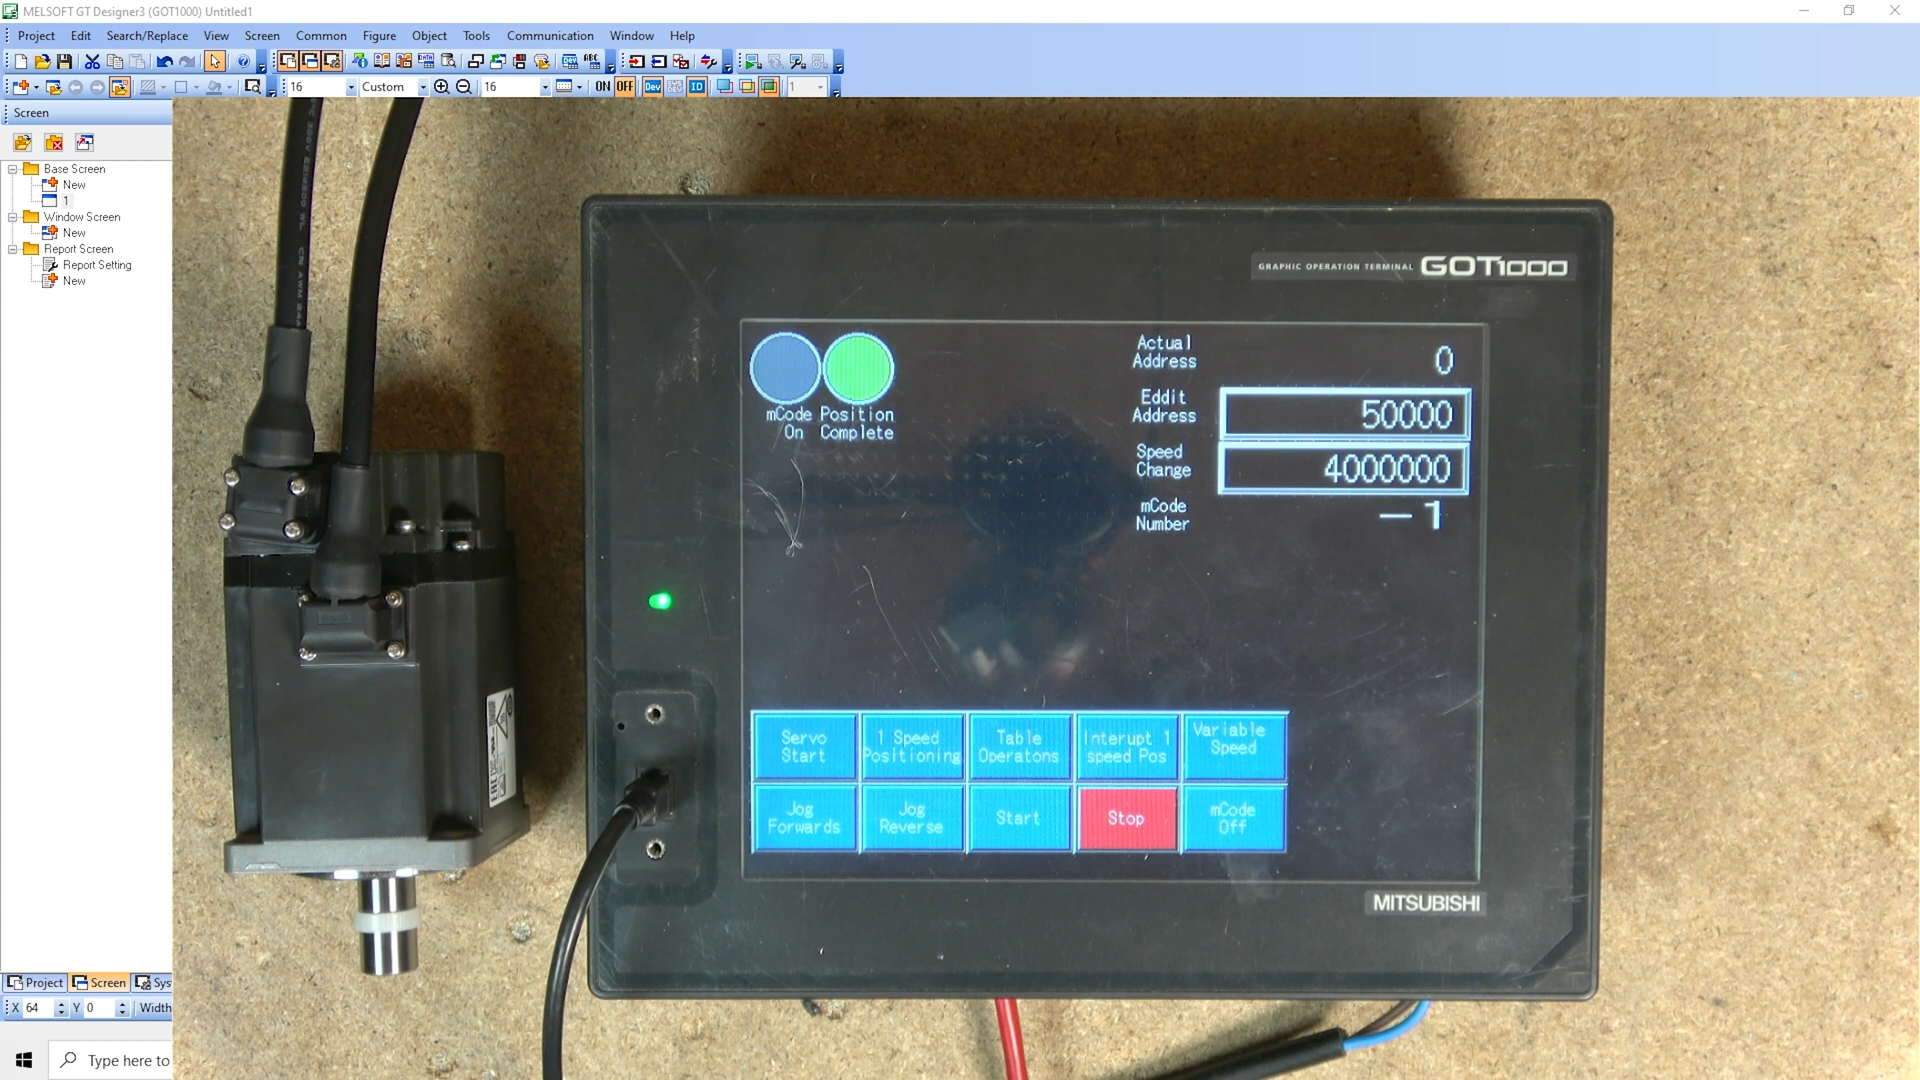 MELSOFT GT Designer3 (GOT1000) Untitled1
Project Edit Search/Replace View Screen Common Figure Object Tools Communication Window Help
16 Custom 16 ON OFF Dev ID 1
Screen
Base Screen
New
1
Window Screen
New
Report Screen
Report Setting
New
GRAPHIC OPERATION TERMINAL GOT1000
Actual
Address
0
mCode
On
Position
Complete
Eddit
Address
50000
Speed
Change
4000000
mCode
Number
-1
Servo
Start
1 Speed
Positioning
Table
Operatons
Interupt 1
speed Pos
Variable
Speed
Jog
Forwards
Jog
Reverse
Start
Stop
mCode
Off
MITSUBISHI
Project Screen Sys
X 64 Y 0 Width
Type here to